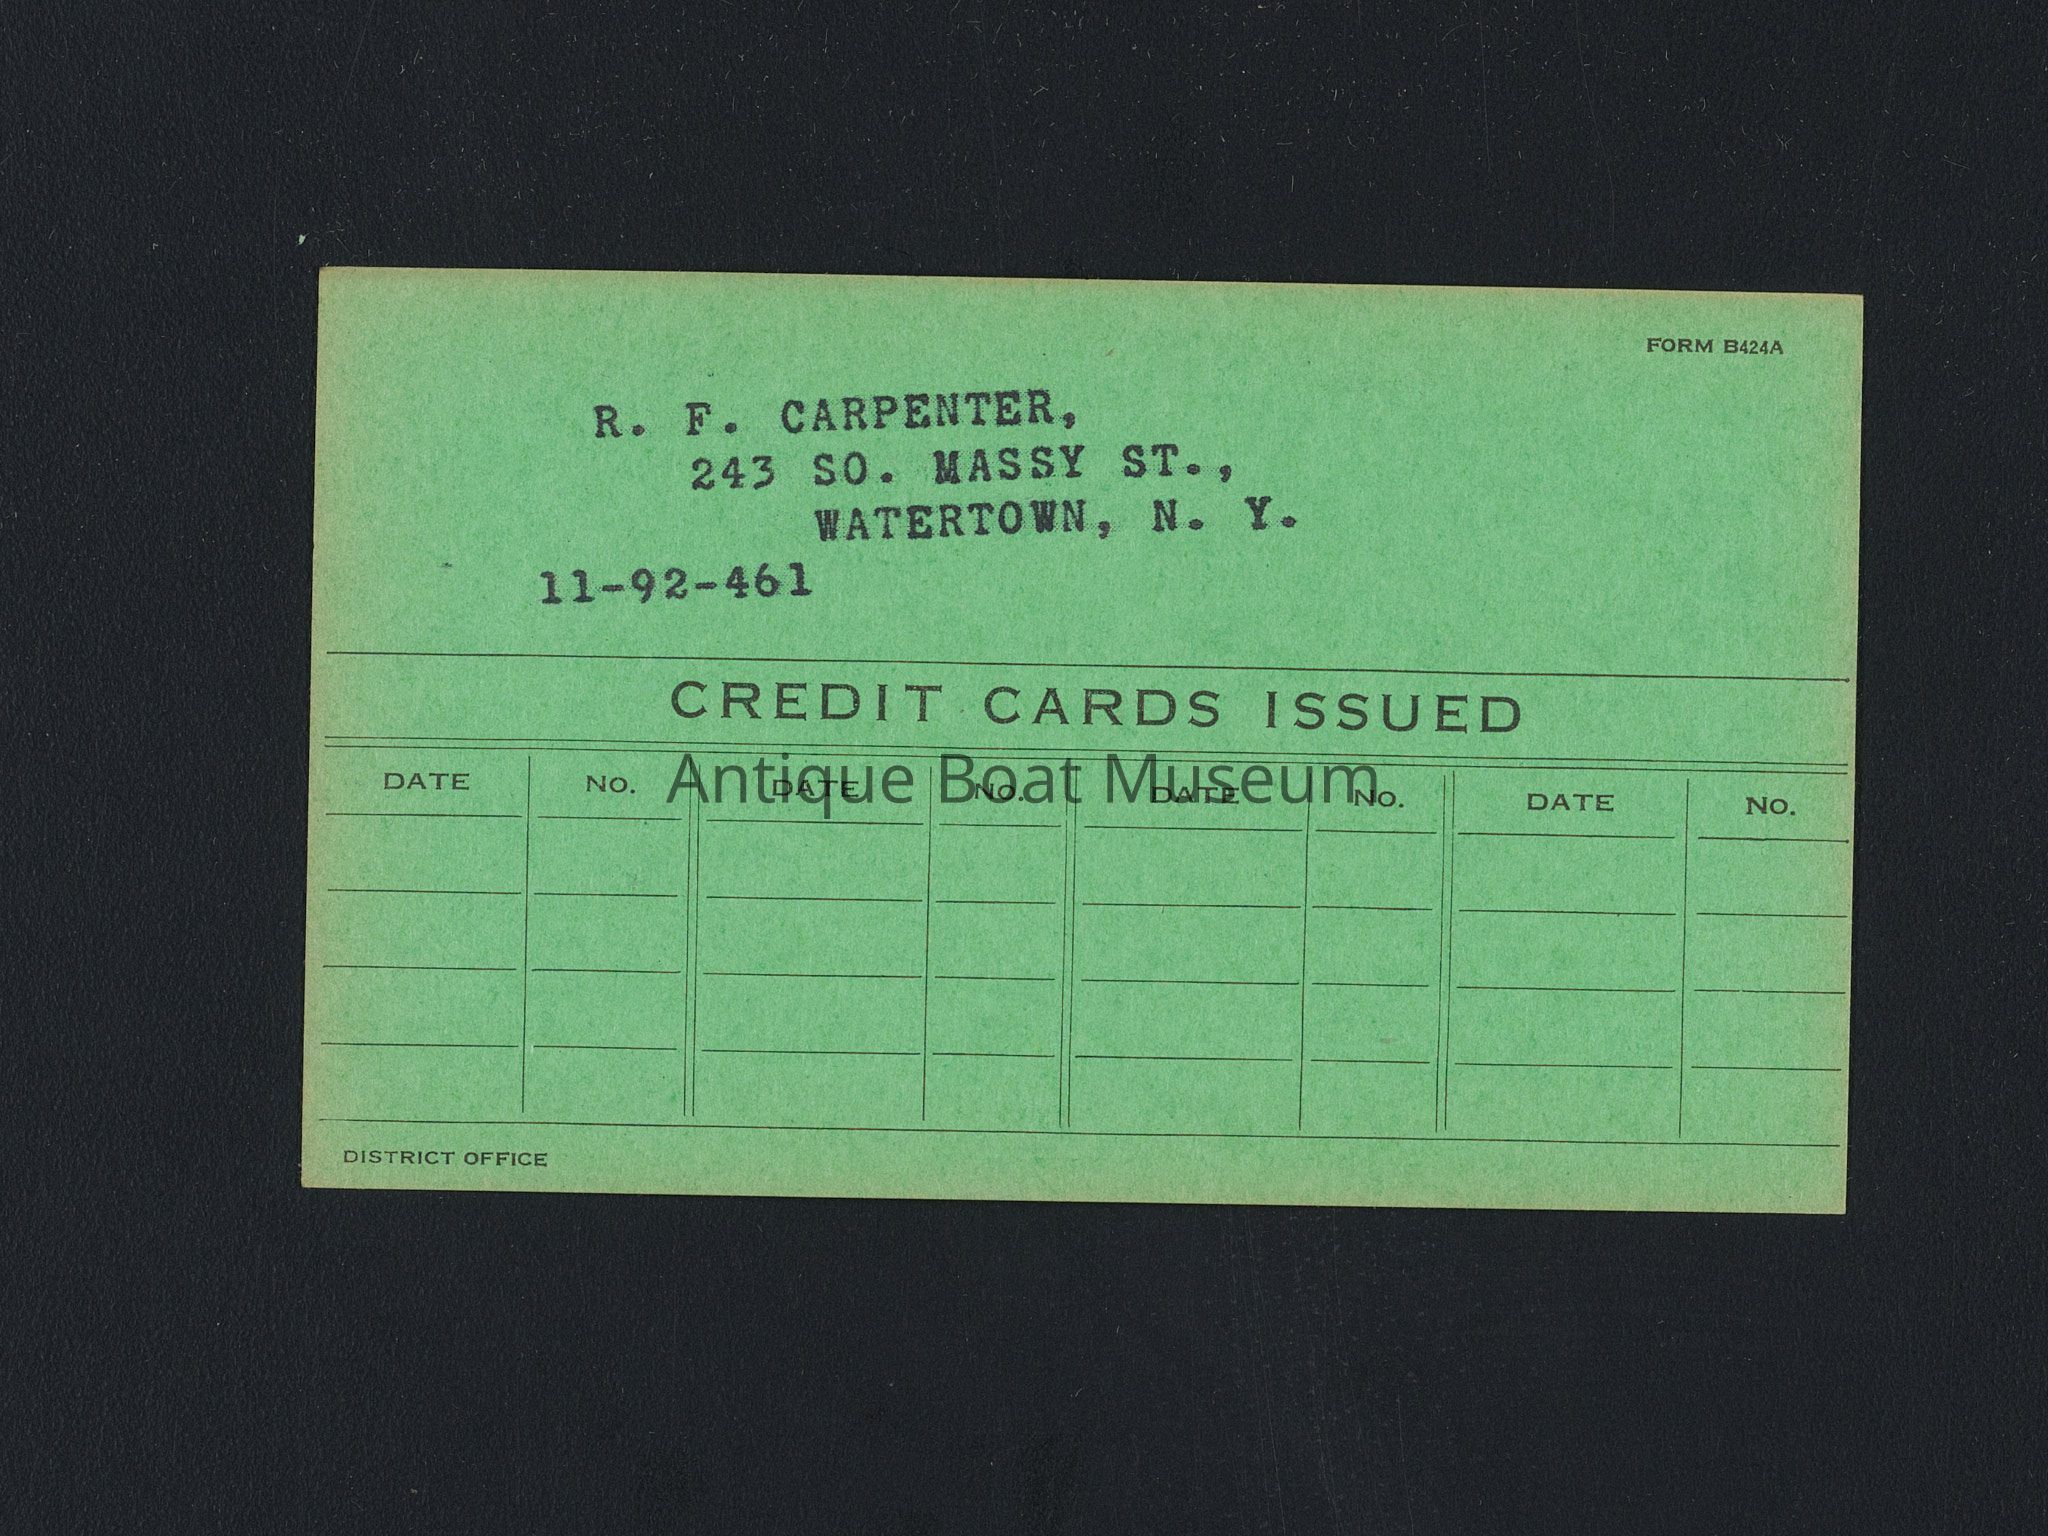 FORM B424A
R. F. CARPENTER,
243 SO. MASSY ST.,
WATERTOWN, N. Y.
11-92-461
CREDIT CARDS ISSUED
Antique Boat Museum
DATE No. DATE No. DATE No. DATE No.
DISTRICT OFFICE